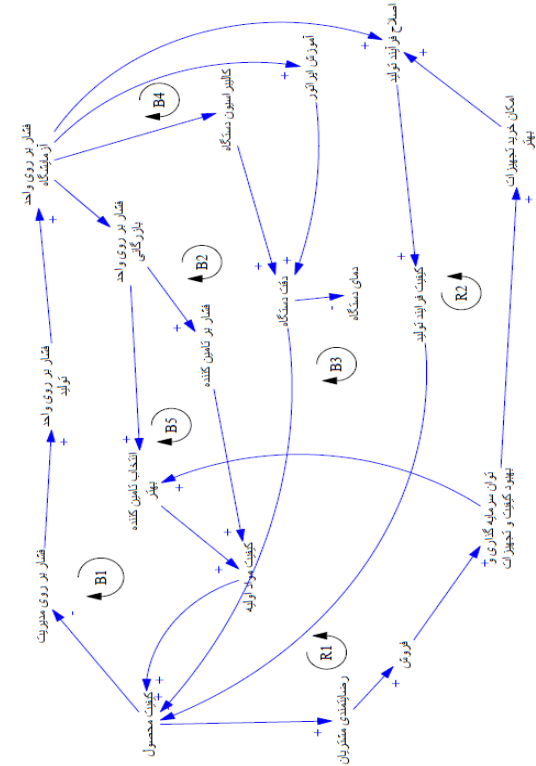 فشار بر روی مدیریت
فشار بر روی واحد
تولید
فشار بر روی واحد
آزمایشگاه
فشار بر روی واحد
بازرگانی
فشار بر تامین کننده
انتخاب تامین کننده
بهتر
کیفیت مواد اولیه
کیفیت محصول
کالیبراسیون دستگاه
آموزش اپراتور
دقت دستگاه
دمای دستگاه
اصلاح فرآیند تولید
کیفیت فرآیند تولید
امکان خرید تجهیزات
بهتر
توان سرمایه گذاری و
بهبود کیفیت و تجهیزات
فروش
رضایتمندی مشتریان
B1
B2
B3
B4
B5
R1
R2